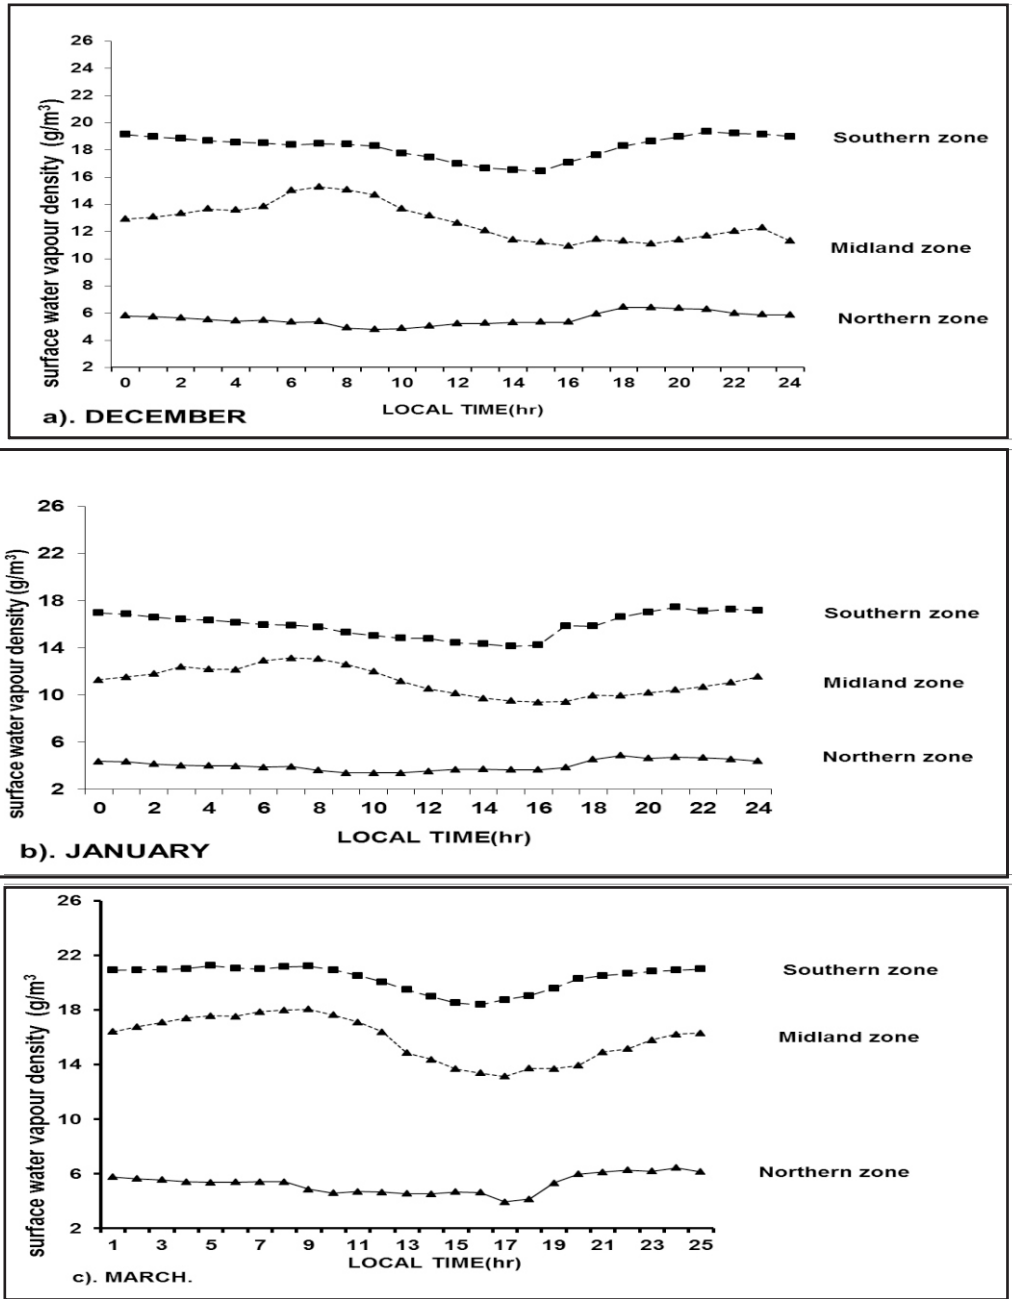 surface water vapour density (g/m³)
26
24
22
20
18
16
14
12
10
8
6
4
2
Southern zone
Midland zone
Northern zone
0 2 4 6 8 10 12 14 16 18 20 22 24
LOCAL TIME(hr)
a). DECEMBER
surface water vapour density (g/m³)
26
22
18
14
10
6
2
Southern zone
Midland zone
Northern zone
0 2 4 6 8 10 12 14 16 18 20 22 24
LOCAL TIME(hr)
b). JANUARY
surface water vapour density (g/m³
26
22
18
14
10
6
2
Southern zone
Midland zone
Northern zone
1 3 5 7 9 11 13 15 17 19 21 23 25
LOCAL TIME(hr)
c). MARCH.